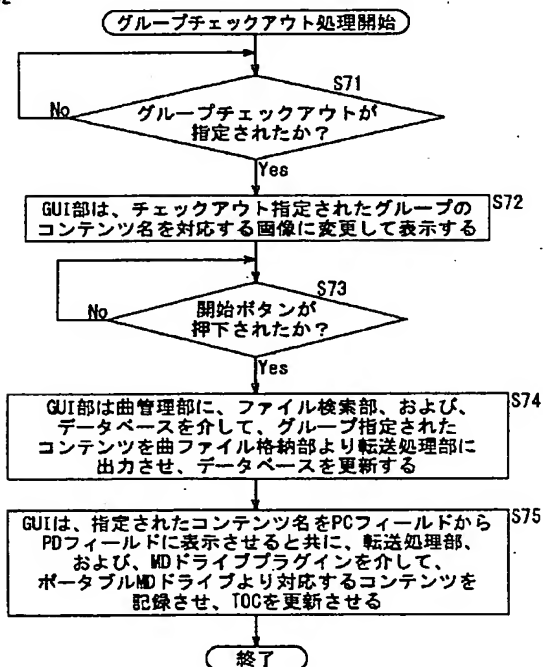 グループチェックアウト処理開始
S71
グループチェックアウトが
指定されたか？
No
Yes
S72
GUI部は、チェックアウト指定されたグループの
コンテンツ名を対応する画像に変更して表示する
S73
開始ボタンが
押下されたか？
No
Yes
S74
GUI部は曲管理部に、ファイル検索部、および、
データベースを介して、グループ指定された
コンテンツを曲ファイル格納部より転送処理部に
出力させ、データベースを更新する
S75
GUIは、指定されたコンテンツ名をPCフィールドから
PDフィールドに表示させると共に、転送処理部、
および、MDドライブプラグインを介して、
ポータブルMDドライブより対応するコンテンツを
記録させ、TOCを更新させる
終了